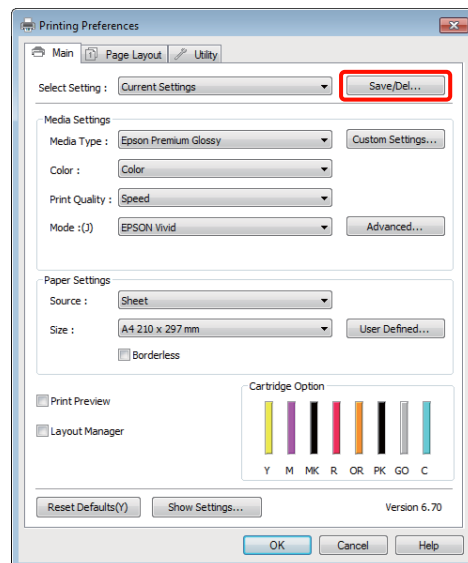 Printing Preferences
Main Page Layout Utility
Select Setting : Current Settings Save/Del...
Media Settings
Media Type : Epson Premium Glossy Custom Settings...
Color : Color
Print Quality : Speed
Mode :(J) EPSON Vivid Advanced...
Paper Settings
Source : Sheet
Size : A4 210 x 297 mm User Defined...
Borderless
Cartridge Option
Print Preview
Layout Manager
Y M MK R OR PK GO C
Reset Defaults(Y) Show Settings... Version 6.70
OK Cancel Help